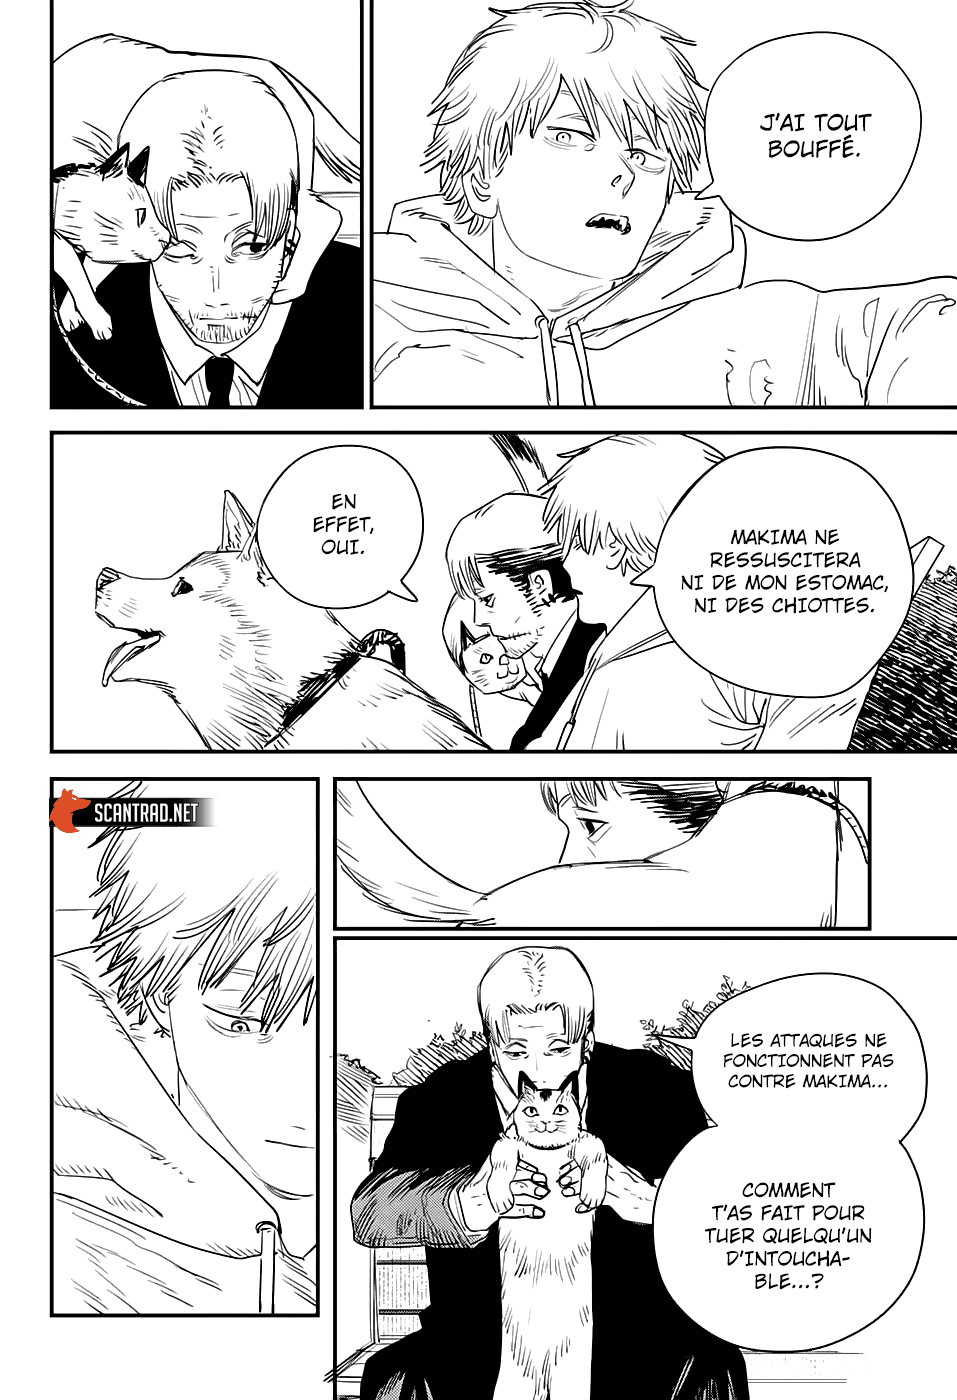 J'AI TOUT
BOUFFÉ.
EN
EFFET,
OUI.
MAKIMA NE
RESSUSCITERA
NI DE MON ESTOMAC,
NI DES CHIOTTES.
SCANTRAD.NET
LES ATTAQUES NE
FONCTIONNENT PAS
CONTRE MAKIMA...
COMMENT
T'AS FAIT POUR
TUER QUELQU'UN
D'INTOUCHA-
BLE...?